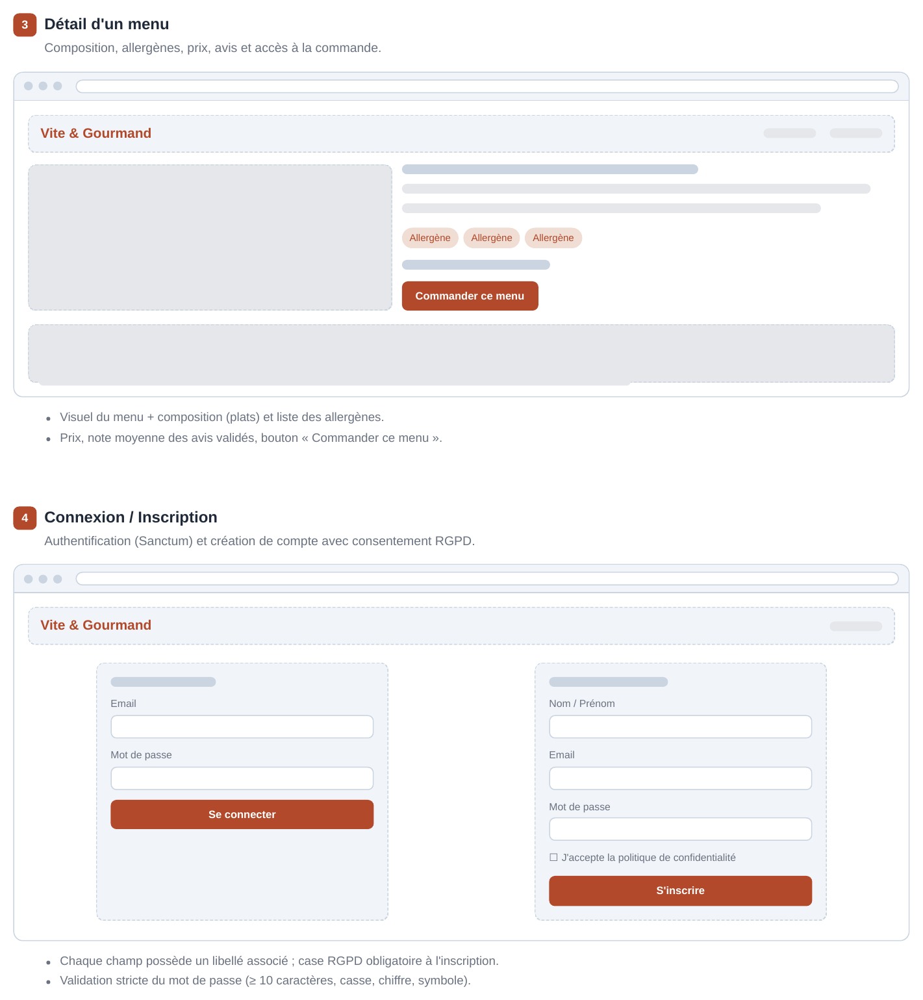 3
Détail d'un menu
Composition, allergènes, prix, avis et accès à la commande.
Vite & Gourmand
Allergène Allergène Allergène
Commander ce menu
• Visuel du menu + composition (plats) et liste des allergènes.
• Prix, note moyenne des avis validés, bouton « Commander ce menu ».
4
Connexion / Inscription
Authentification (Sanctum) et création de compte avec consentement RGPD.
Vite & Gourmand
Email
Mot de passe
Se connecter
Nom / Prénom
Email
Mot de passe
☐ J'accepte la politique de confidentialité
S'inscrire
• Chaque champ possède un libellé associé ; case RGPD obligatoire à l'inscription.
• Validation stricte du mot de passe (≥ 10 caractères, casse, chiffre, symbole).